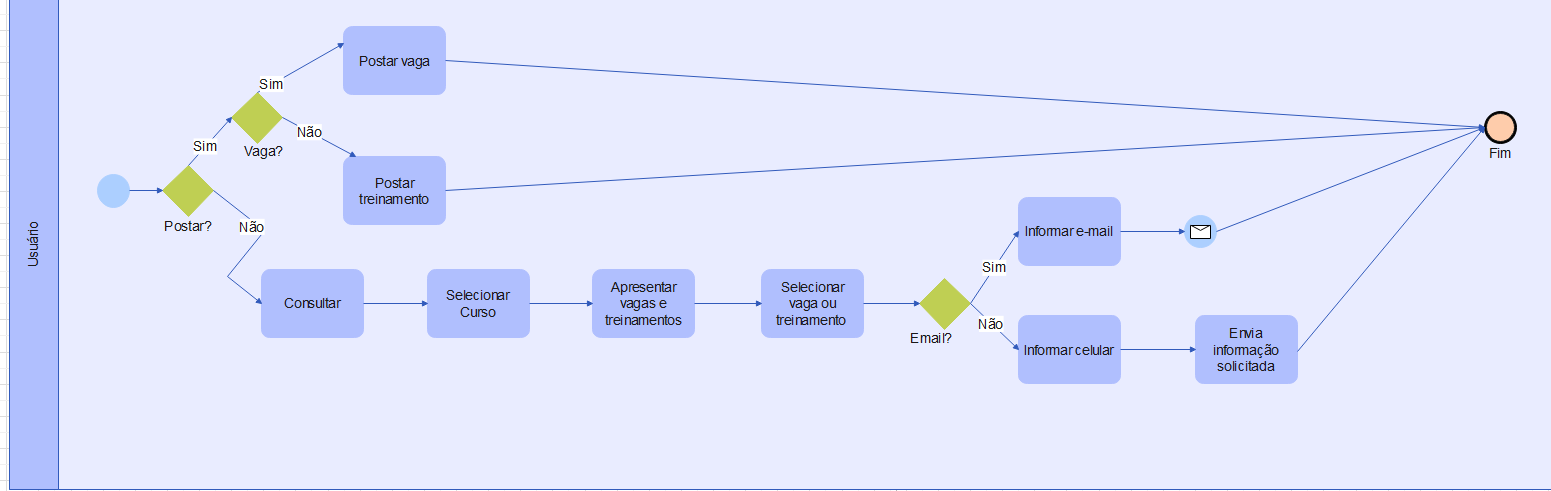 Usuário
Postar?
Sim
Vaga?
Sim
Postar vaga
Não
Postar
treinamento
Não
Consultar
Selecionar
Curso
Apresentar
vagas e
treinamentos
Selecionar
vaga ou
treinamento
Email?
Sim
Informar e-mail
Não
Informar celular
Envia
informação
solicitada
Fim